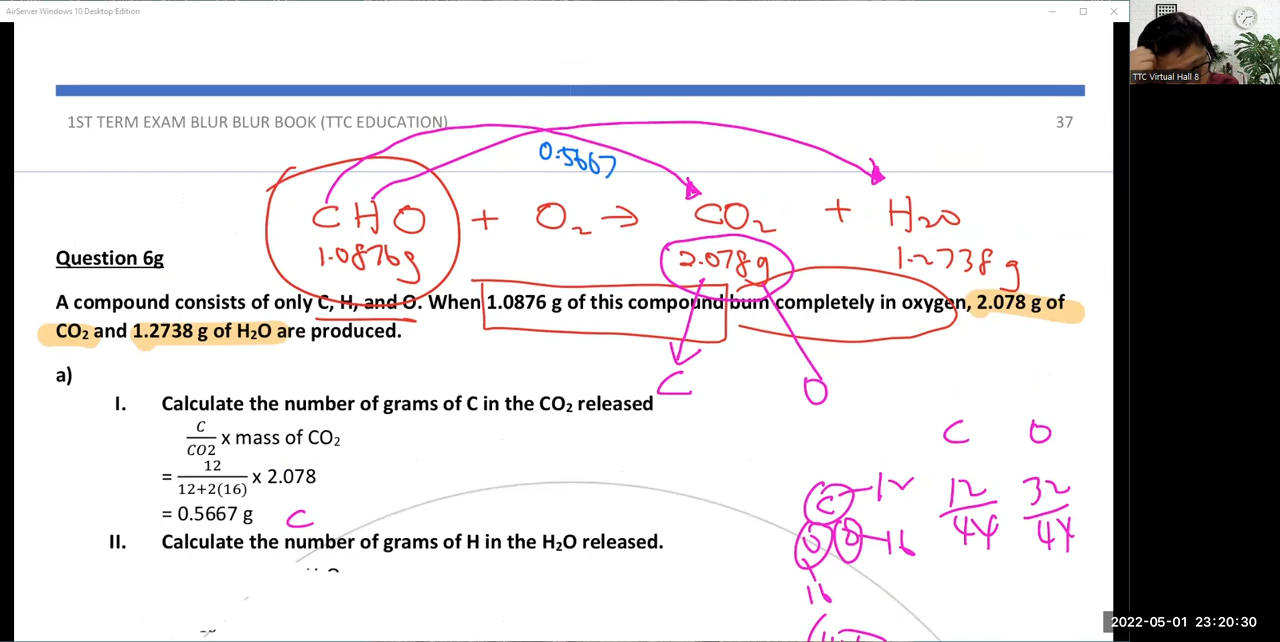 AirServer Windows 10 Desktop Edition
TTC Virtual Hall 8
1ST TERM EXAM BLUR BLUR BOOK (TTC EDUCATION) 37
0.5667
C H O + O₂ → CO₂ + H₂O
1.0876g 2.078g 1.2738g
Question 6g
A compound consists of only C, H, and O. When 1.0876 g of this compound burn completely in oxygen, 2.078 g of
CO₂ and 1.2738 g of H₂O are produced.
a)
C O
I. Calculate the number of grams of C in the CO₂ released
C/CO2 x mass of CO₂
= 12/12+2(16) x 2.078
= 0.5667 g C
II. Calculate the number of grams of H in the H₂O released.
C O
12/44 32/44
C 12
O O 16
16
2022-05-01 23:20:30